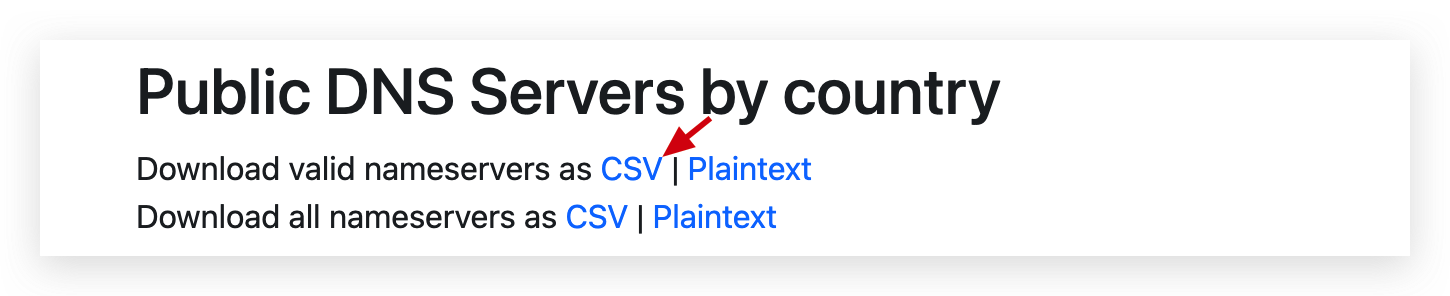 Public DNS Servers by country
Download valid nameservers as CSV | Plaintext
Download all nameservers as CSV | Plaintext